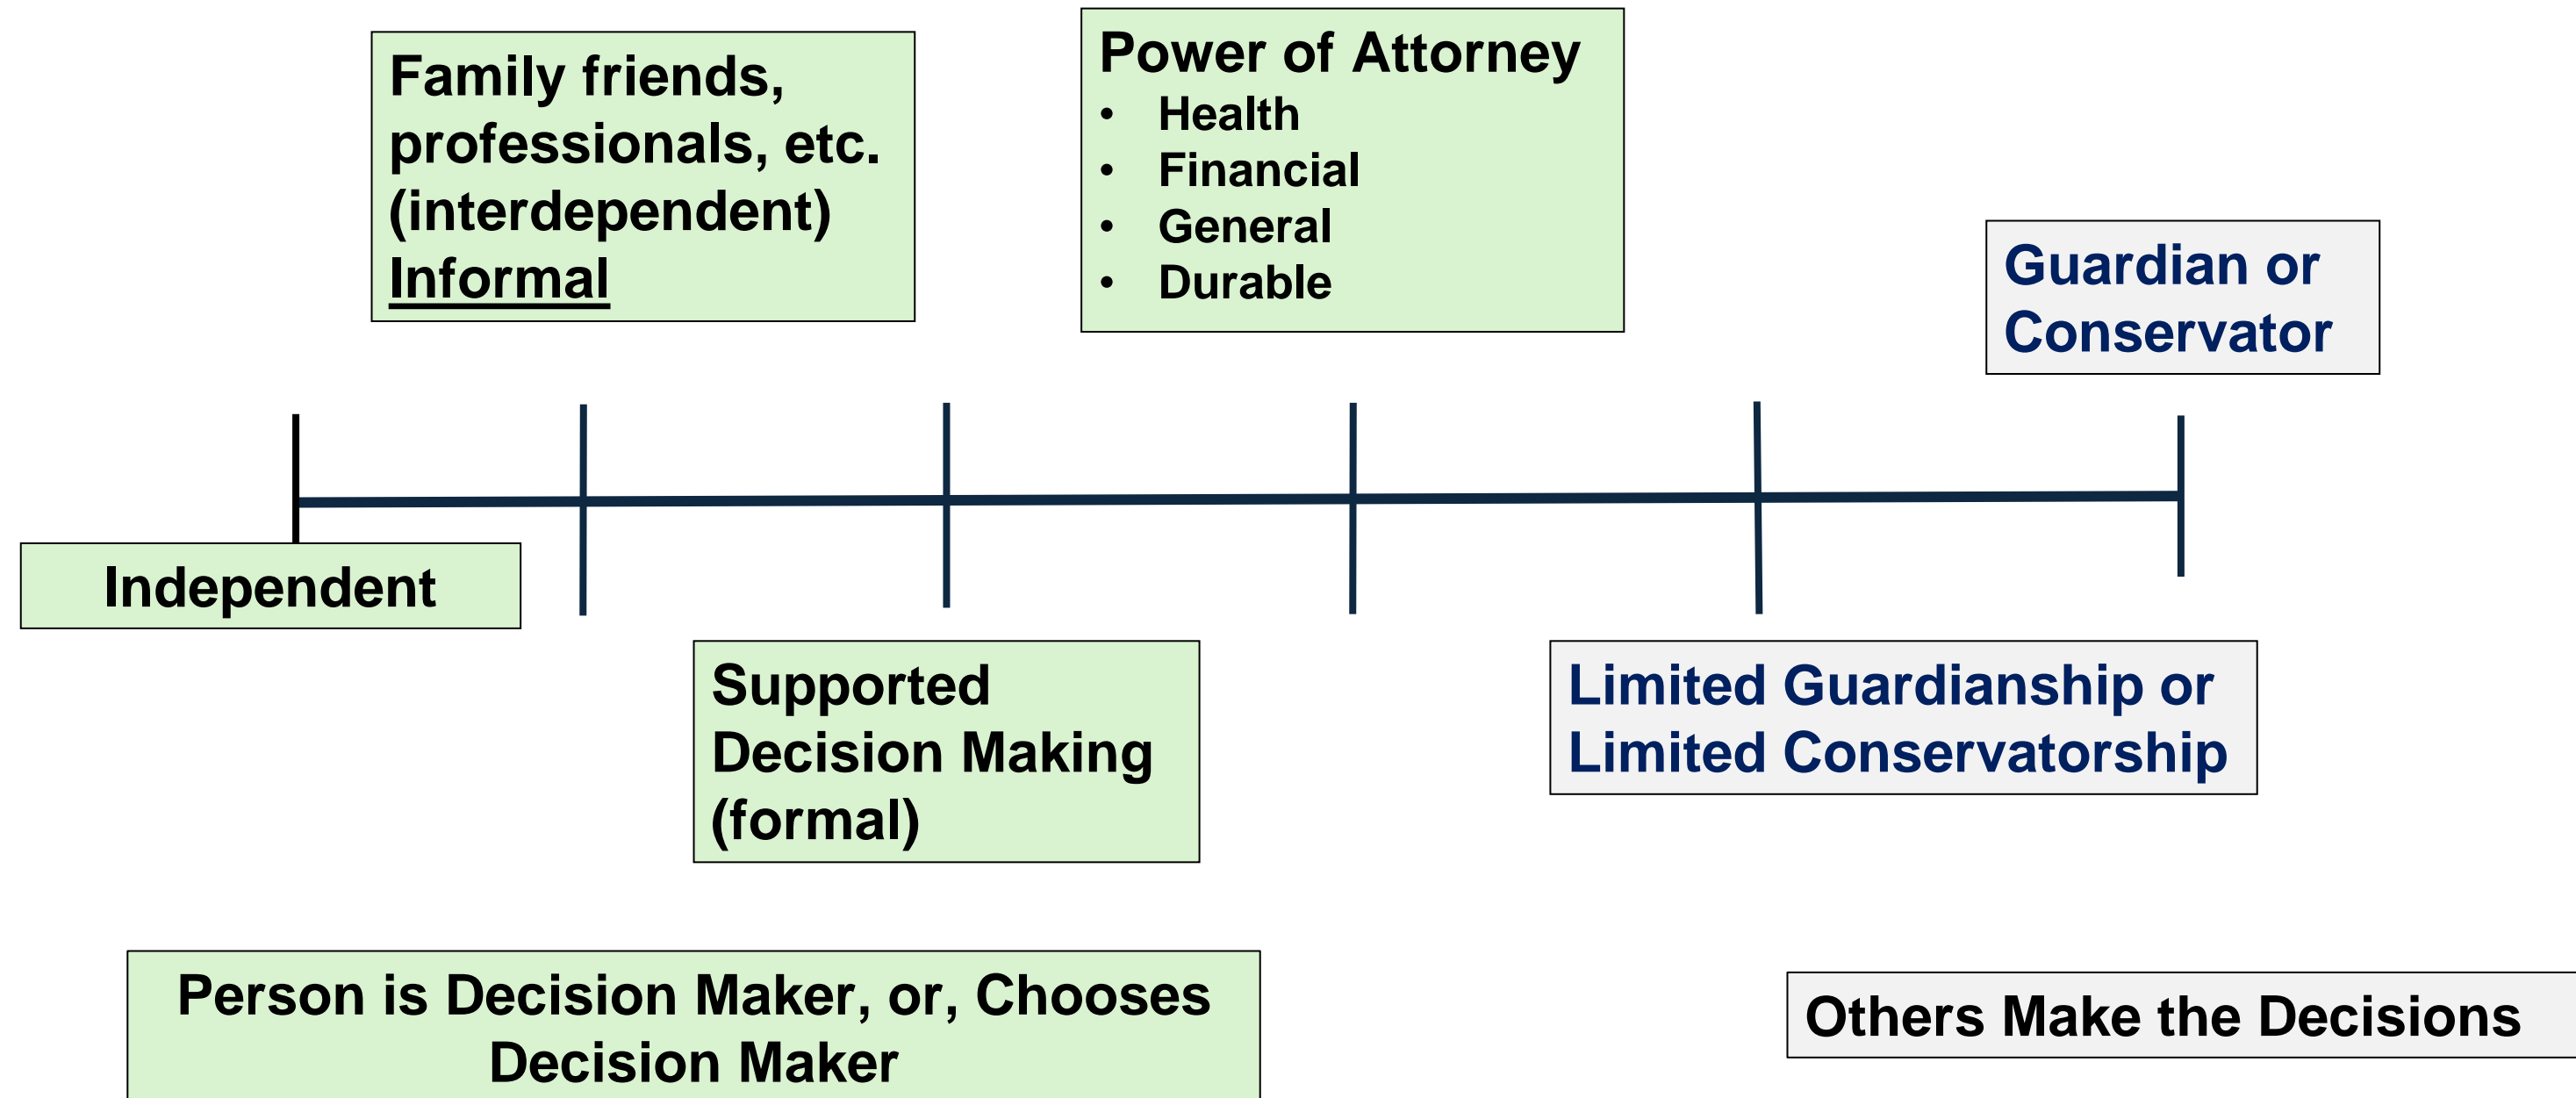 Family friends,
professionals, etc.
(interdependent)
Informal
Power of Attorney
• Health
• Financial
• General
• Durable
Guardian or
Conservator
Independent
Supported
Decision Making
(formal)
Limited Guardianship or
Limited Conservatorship
Person is Decision Maker, or, Chooses
Decision Maker
Others Make the Decisions